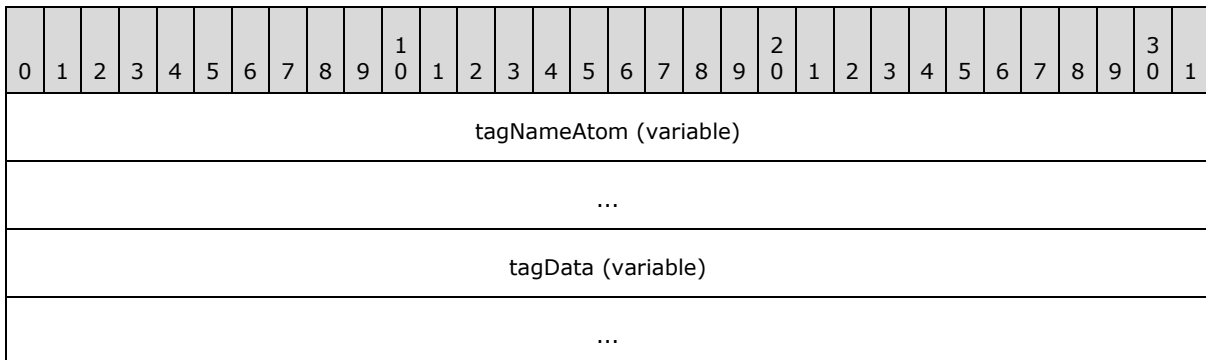 1 2 3
0 1 2 3 4 5 6 7 8 9 0 1 2 3 4 5 6 7 8 9 0 1 2 3 4 5 6 7 8 9 0 1
tagNameAtom (variable)
...
tagData (variable)
...